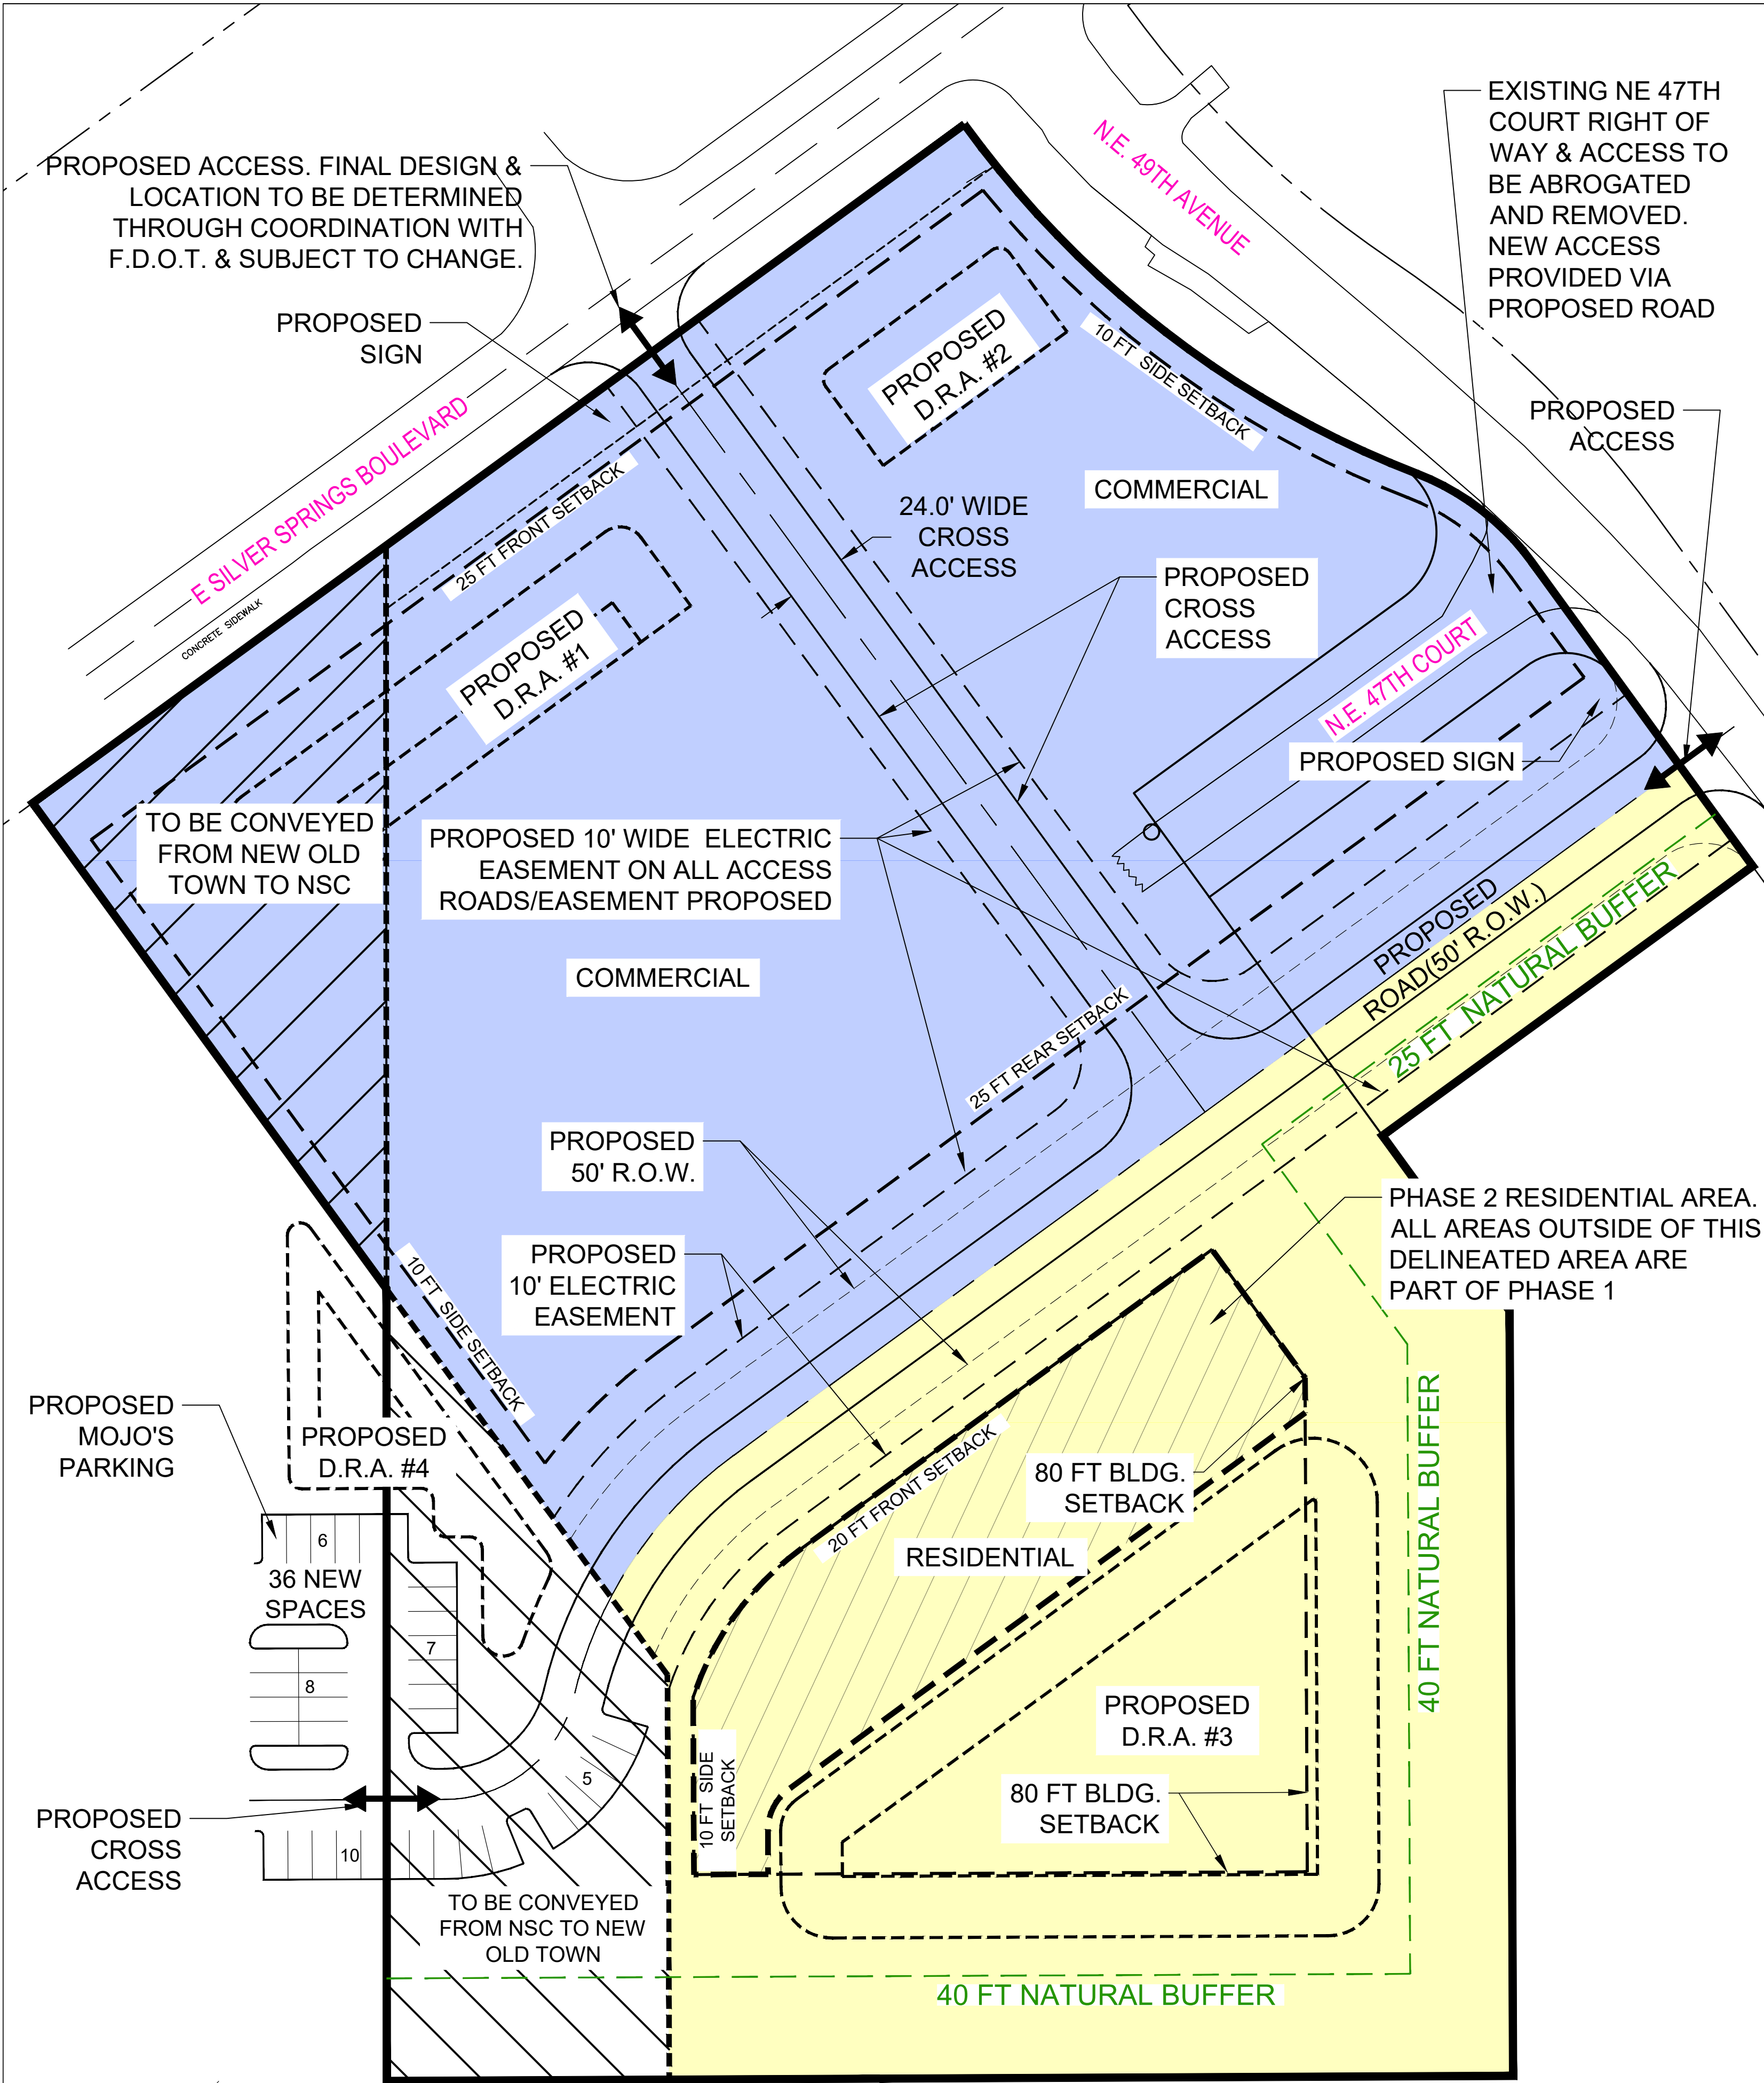 EXISTING NE 47TH
COURT RIGHT OF
WAY & ACCESS TO
BE ABROGATED
AND REMOVED.
NEW ACCESS
PROVIDED VIA
PROPOSED ROAD
N.E. 49TH AVENUE
PROPOSED ACCESS. FINAL DESIGN &
LOCATION TO BE DETERMINED
THROUGH COORDINATION WITH
F.D.O.T. & SUBJECT TO CHANGE.
PROPOSED
SIGN
PROPOSED
D.R.A. #2
10 FT SIDE SETBACK
PROPOSED
ACCESS
E SILVER SPRINGS BOULEVARD
CONCRETE SIDEWALK
25 FT FRONT SETBACK
COMMERCIAL
24.0' WIDE
CROSS
ACCESS
PROPOSED
CROSS
ACCESS
PROPOSED
D.R.A. #1
N.E. 47TH COURT
PROPOSED SIGN
TO BE CONVEYED
FROM NEW OLD
TOWN TO NSC
PROPOSED 10' WIDE ELECTRIC
EASEMENT ON ALL ACCESS
ROADS/EASEMENT PROPOSED
COMMERCIAL
PROPOSED
ROAD(50' R.O.W.)
25 FT NATURAL BUFFER
25 FT REAR SETBACK
PROPOSED
50' R.O.W.
PHASE 2 RESIDENTIAL AREA.
ALL AREAS OUTSIDE OF THIS
DELINEATED AREA ARE
PART OF PHASE 1
PROPOSED
10' ELECTRIC
EASEMENT
10 FT SIDE SETBACK
PROPOSED
MOJO'S
PARKING
PROPOSED
D.R.A. #4
20 FT FRONT SETBACK
80 FT BLDG.
SETBACK
RESIDENTIAL
40 FT NATURAL BUFFER
6
36 NEW
SPACES
7
8
5
10
PROPOSED
D.R.A. #3
10 FT SIDE
SETBACK
80 FT BLDG.
SETBACK
PROPOSED
CROSS
ACCESS
TO BE CONVEYED
FROM NSC TO NEW
OLD TOWN
40 FT NATURAL BUFFER